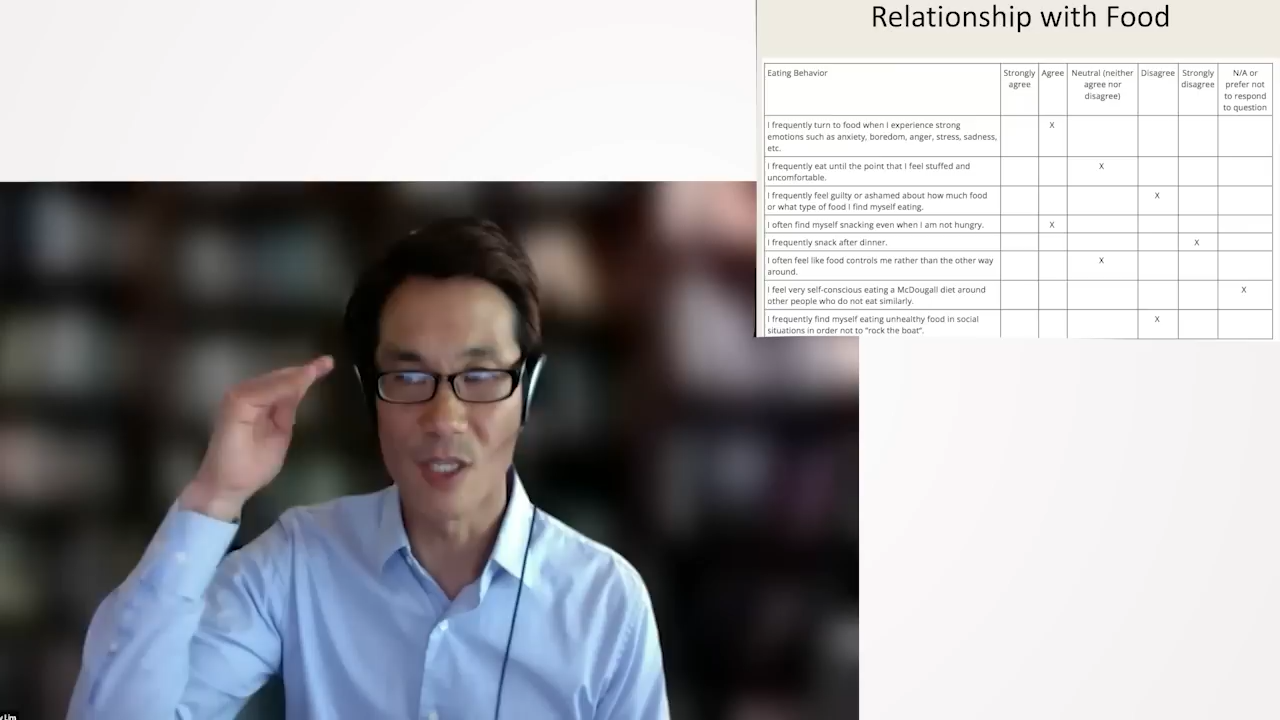 Relationship with Food
Eating Behavior
Strongly
agree
Agree
Neutral (neither
agree nor
disagree)
Disagree
Strongly
disagree
N/A or
prefer not
to respond
to question
I frequently turn to food when I experience strong
emotions such as anxiety, boredom, anger, stress, sadness,
etc.
X
I frequently eat until the point that I feel stuffed and
uncomfortable.
X
I frequently feel guilty or ashamed about how much food
or what type of food I find myself eating.
X
I often find myself snacking even when I am not hungry.
X
I frequently snack after dinner.
X
I often feel like food controls me rather than the other way
around.
X
I feel very self-conscious eating a McDougall diet around
other people who do not eat similarly.
X
I frequently find myself eating unhealthy food in social
situations in order not to "rock the boat".
X
Lim